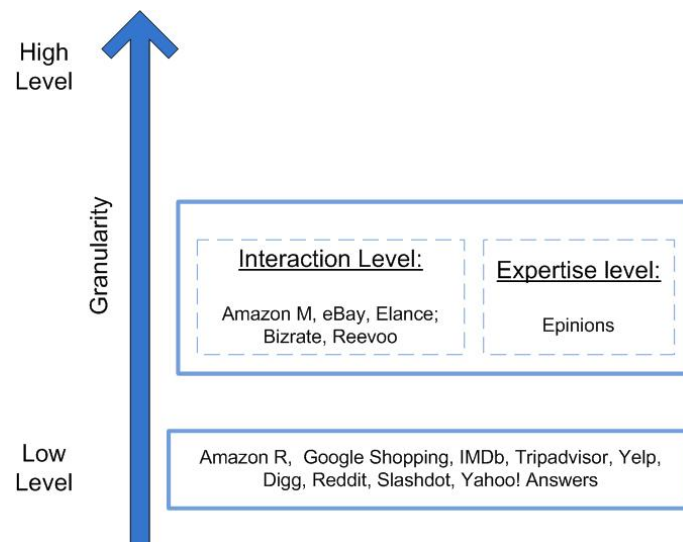 High
Level
Granularity
Interaction Level:
Amazon M, eBay, Elance;
Bizrate, Reevoo
Expertise level:
Epinions
Low
Level
Amazon R, Google Shopping, IMDb, Tripadvisor, Yelp,
Digg, Reddit, Slashdot, Yahoo! Answers